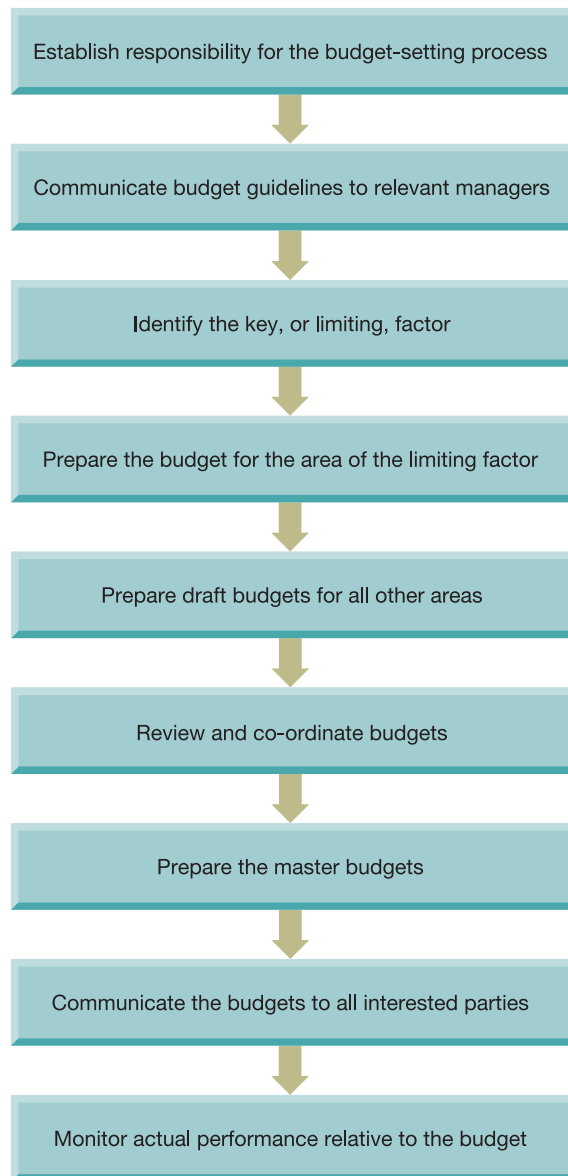 Establish responsibility for the budget-setting process
Communicate budget guidelines to relevant managers
Identify the key, or limiting, factor
Prepare the budget for the area of the limiting factor
Prepare draft budgets for all other areas
Review and co-ordinate budgets
Prepare the master budgets
Communicate the budgets to all interested parties
Monitor actual performance relative to the budget